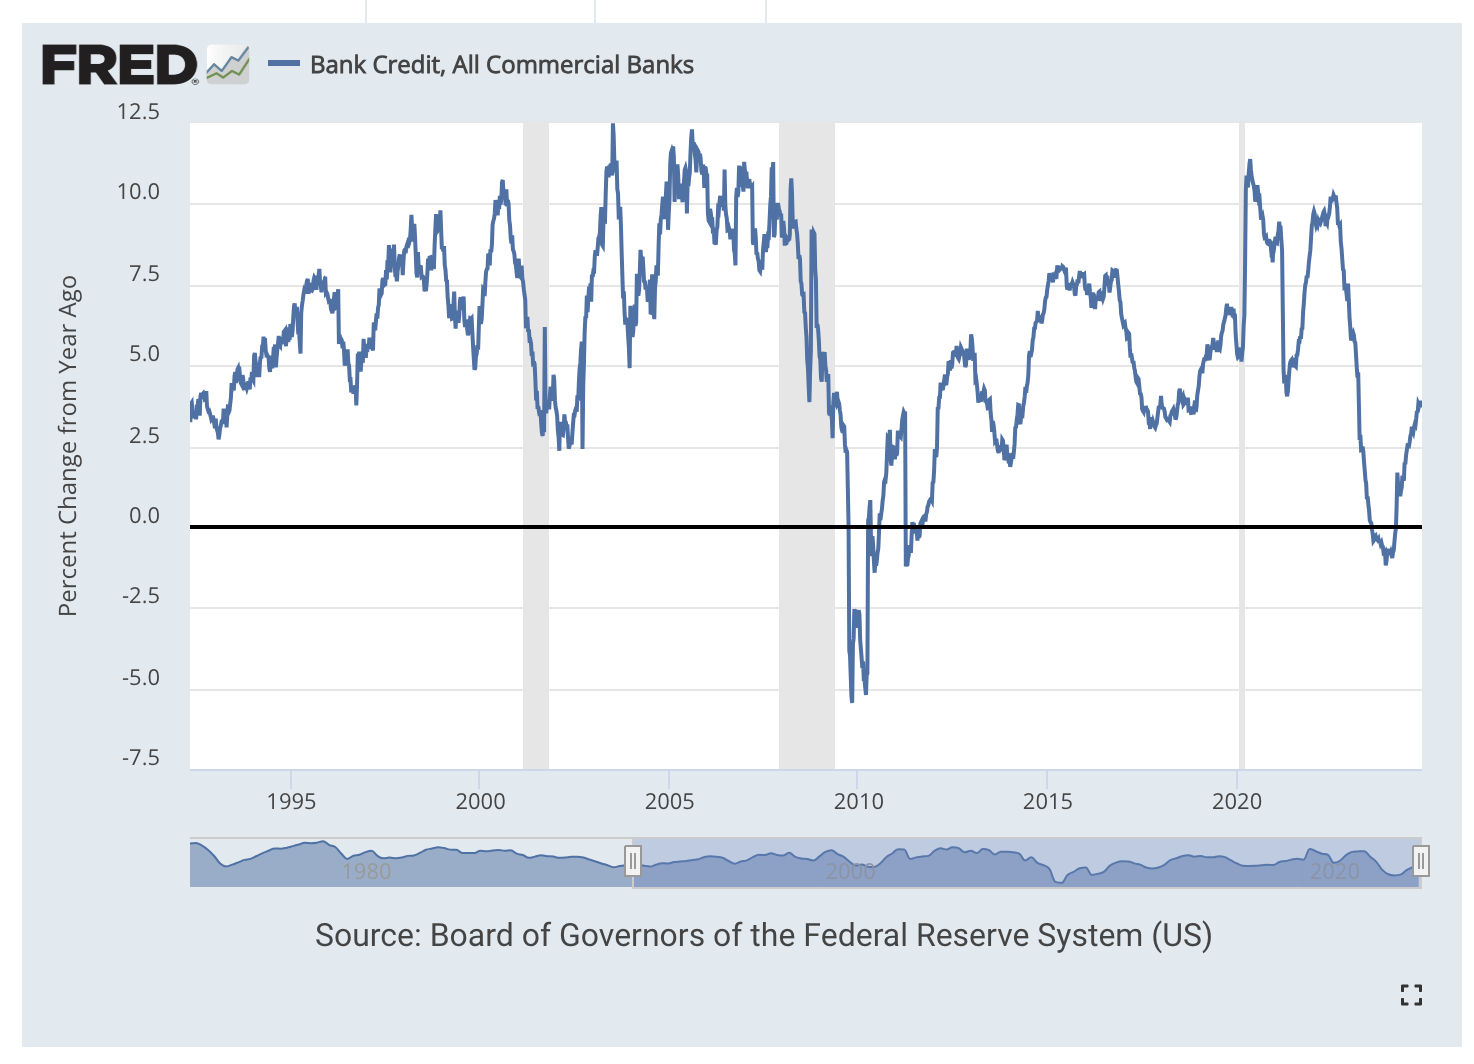 FRED® Bank Credit, All Commercial Banks
Percent Change from Year Ago
12.5
10.0
7.5
5.0
2.5
0.0
-2.5
-5.0
-7.5
1995 2000 2005 2010 2015 2020
1980 2000 2020
Source: Board of Governors of the Federal Reserve System (US)